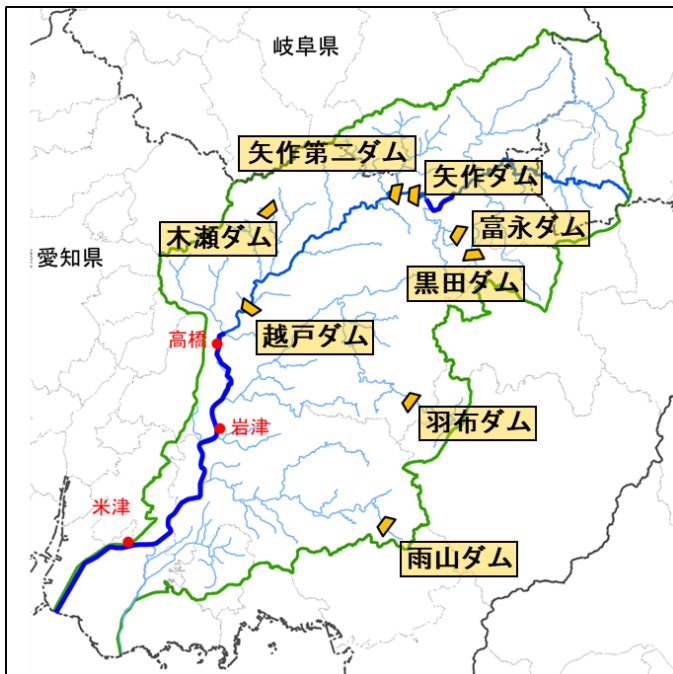 岐阜県
矢作第二ダム
矢作ダム
木瀬ダム
富永ダム
愛知県
黒田ダム
越戸ダム
高橋
羽布ダム
岩津
米津
雨山ダム